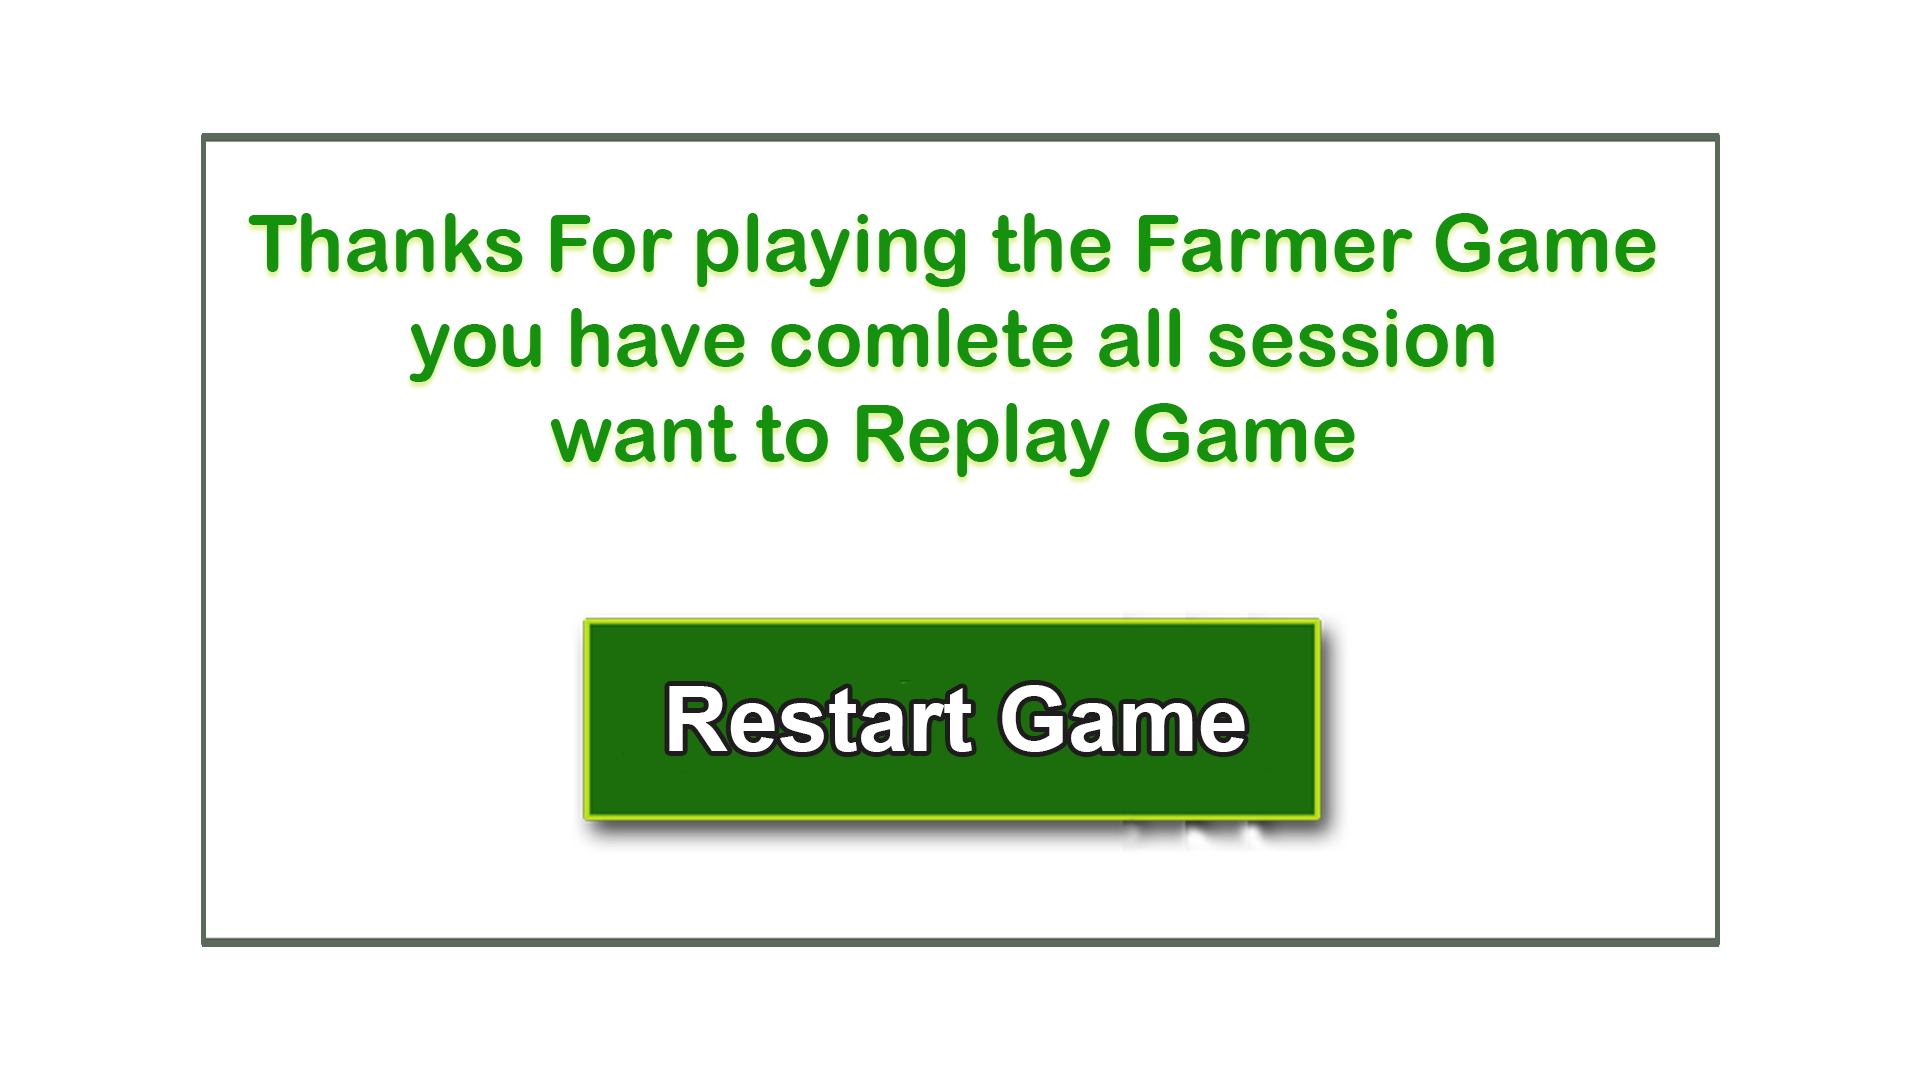 Thanks For playing the Farmer Game
you have comlete all session
want to Replay Game
Restart Game